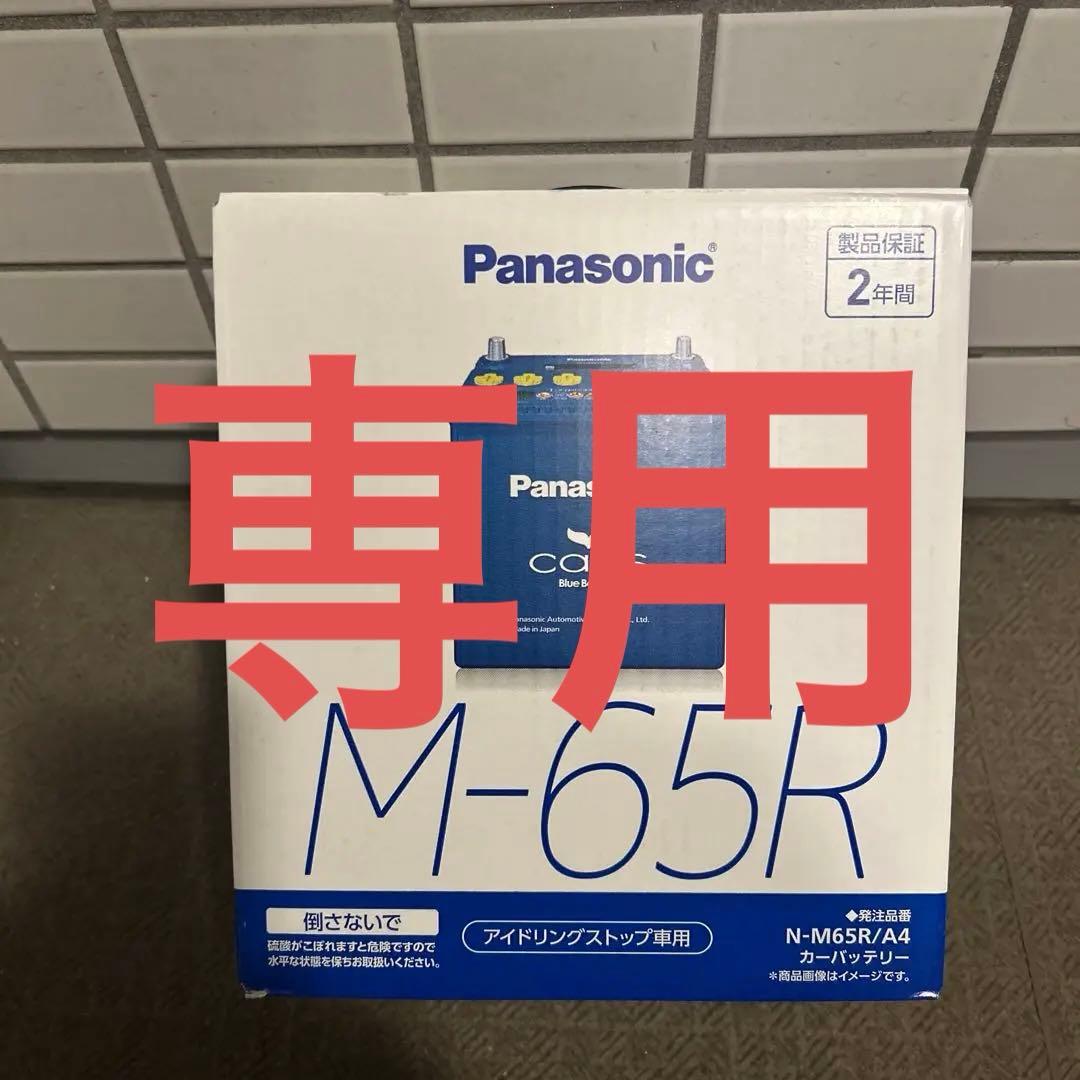 Panasonic
製品保証
2年間
Panasonic
専用
Blue
made in Japan
M-65R
倒さないで
硫酸がこぼれますと危険ですので
水平な状態を保ちお取扱いください。
アイドリングストップ車用
◆発注品番
N-M65R/A4
カーバッテリー
*商品画像はイメージです。